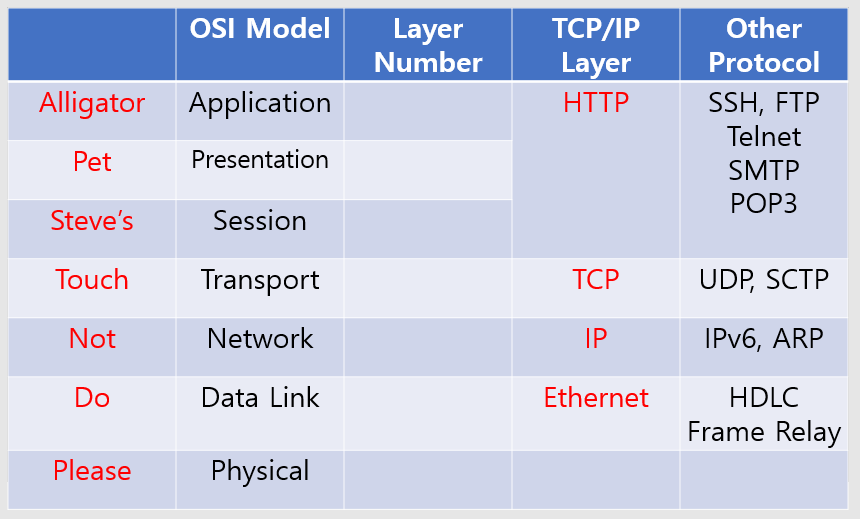 OSI Model
Layer
Number
TCP/IP
Layer
Other
Protocol
Alligator
Application
HTTP
SSH, FTP
Telnet
SMTP
POP3
Pet
Presentation
Steve’s
Session
Touch
Transport
TCP
UDP, SCTP
Not
Network
IP
IPv6, ARP
Do
Data Link
Ethernet
HDLC
Frame Relay
Please
Physical